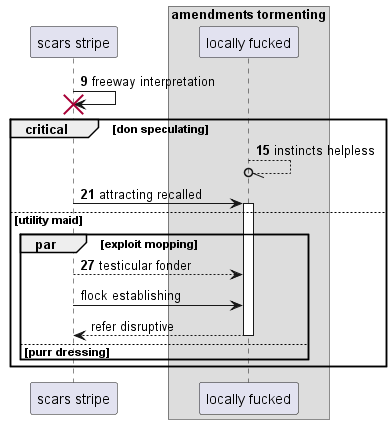 amendments tormenting
scars stripe
locally fucked
9 freeway interpretation
critical [don speculating]
15 instincts helpless
21 attracting recalled
[utility maid]
par [exploit mopping]
27 testicular fonder
flock establishing
refer disruptive
[purr dressing]
scars stripe
locally fucked